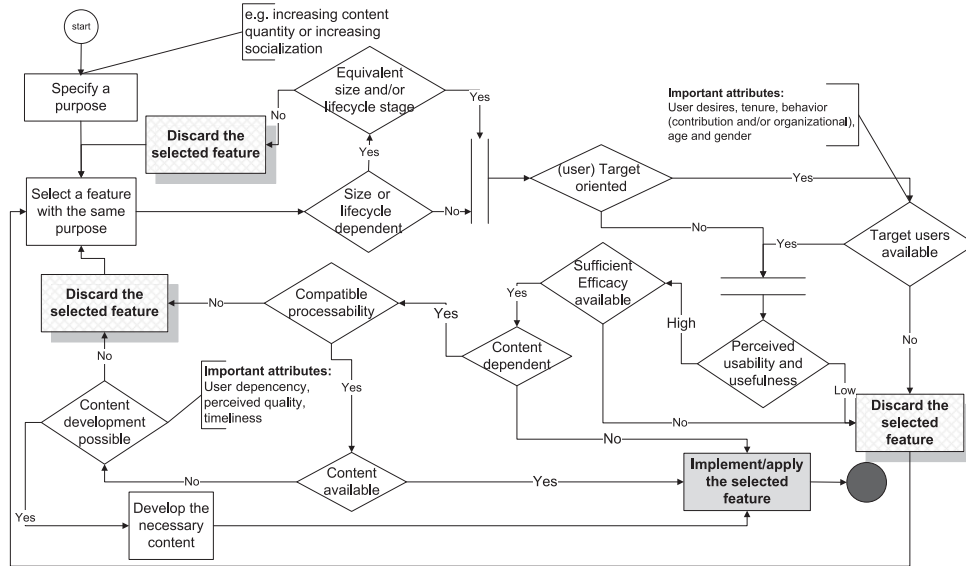 start
e.g. increasing content
quantity or increasing
socialization
Specify a
purpose
Equivalent
size and/or
lifecycle stage
Yes
No
Important attributes:
User desires, tenure, behavior
(contribution and/or organizational),
age and gender
Discard the
selected feature
Yes
(user) Target
oriented
Yes
Select a feature
with the same
purpose
Size or
lifecycle
dependent
No
No
Yes
Target users
available
Discard the
selected feature
No
Compatible
processability
Yes
Yes
Sufficient
Efficacy
available
High
Content
dependent
Perceived
usability and
usefulness
No
Low
No
Important attributes:
User depencency,
perceived quality,
timeliness
Yes
Content
development
possible
No
No
Discard the
selected
feature
No
Content
available
Yes
Implement/apply
the selected
feature
Yes
Develop the
necessary
content